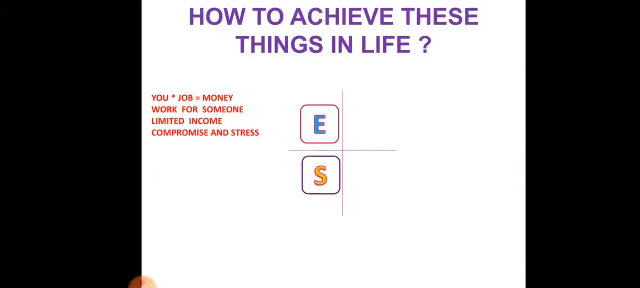 HOW TO ACHIEVE THESE
THINGS IN LIFE ?
YOU * JOB = MONEY
WORK FOR SOMEONE
LIMITED INCOME
COMPROMISE AND STRESS
E
S